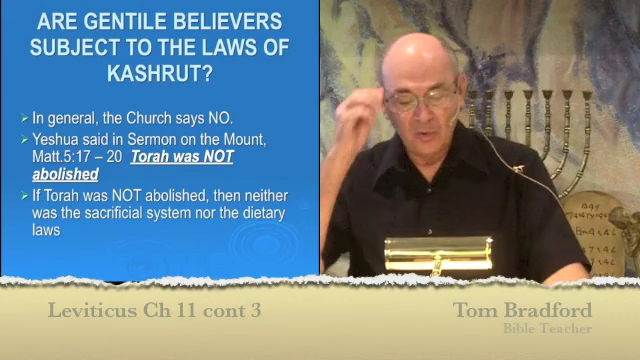 ARE GENTILE BELIEVERS
SUBJECT TO THE LAWS OF
KASHRUT?
In general, the Church says NO.
Yeshua said in Sermon on the Mount,
Matt.5:17 – 20 Torah was NOT
abolished
If Torah was NOT abolished, then neither
was the sacrificial system nor the dietary
laws
Leviticus Ch 11 cont 3
Tom Bradford
Bible Teacher